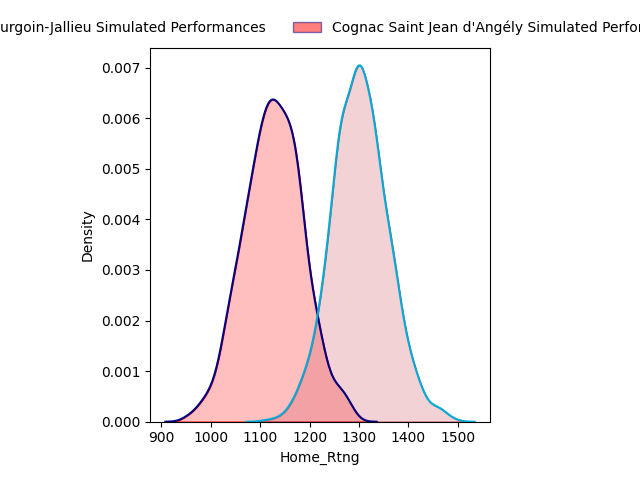 urgoin-Jallieu Simulated Performances
Cognac Saint Jean d'Angély Simulated Perfor
0.007
0.006
0.005
0.004
0.003
0.002
0.001
0.000
Density
900 1000 1100 1200 1300 1400 1500
Home_Rtng